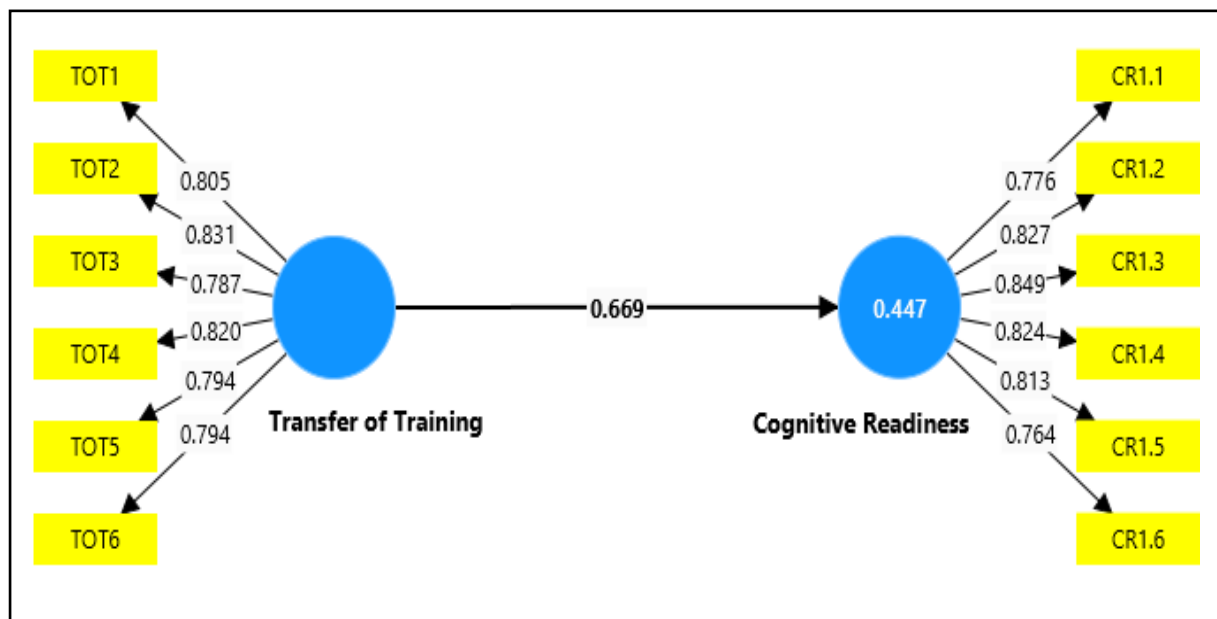 TOT1
TOT2
TOT3
TOT4
TOT5
TOT6
0.805
0.831
0.787
0.820
0.794
0.794
Transfer of Training
0.669
0.447
Cognitive Readiness
0.776
0.827
0.849
0.824
0.813
0.764
CR1.1
CR1.2
CR1.3
CR1.4
CR1.5
CR1.6